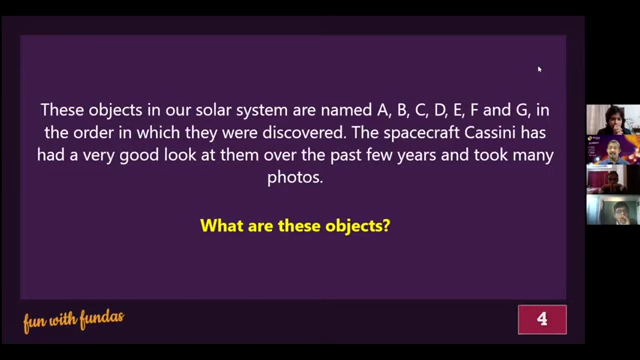 These objects in our solar system are named A, B, C, D, E, F and G, in
the order in which they were discovered. The spacecraft Cassini has
had a very good look at them over the past few years and took many
photos.
What are these objects?
fun with fundas
4